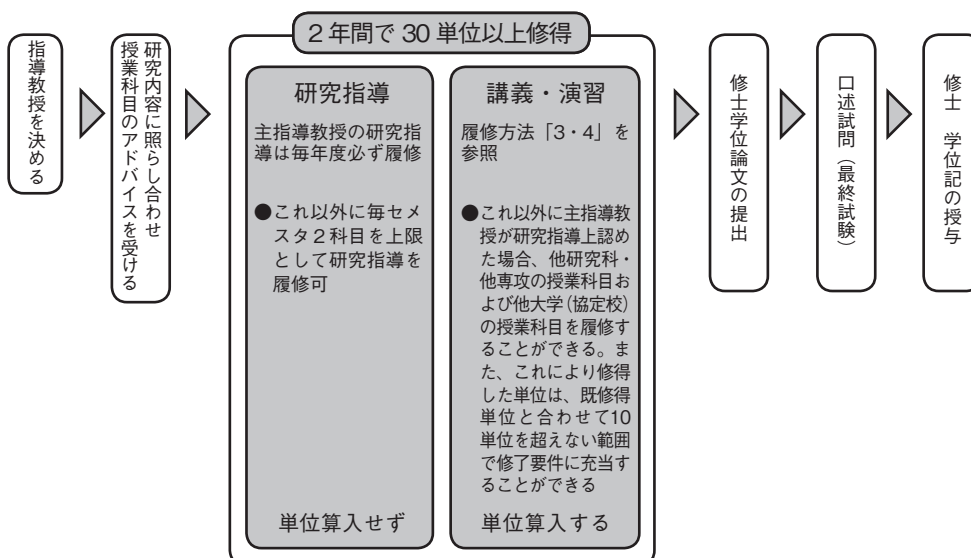 指導教授を決める
研究内容に照らし合わせ
授業科目のアドバイスを受ける
2年間で30単位以上修得
研究指導
主指導教授の研究指
導は毎年度必ず履修
●これ以外に毎セメ
スタ2科目を上限
として研究指導を
履修可
単位算入せず
講義・演習
履修方法「3・4」を
参照
●これ以外に主指導教
授が研究指導上認め
た場合、他研究科・
他専攻の授業科目お
よび他大学(協定校)
の授業科目を履修す
ることができる。ま
た、これにより修得
した単位は、既修得
単位と合わせて10
単位を超えない範囲
で修了要件に充当す
ることができる
単位算入する
修士学位論文の提出
口述試問(最終試験)
修士 学位記の授与